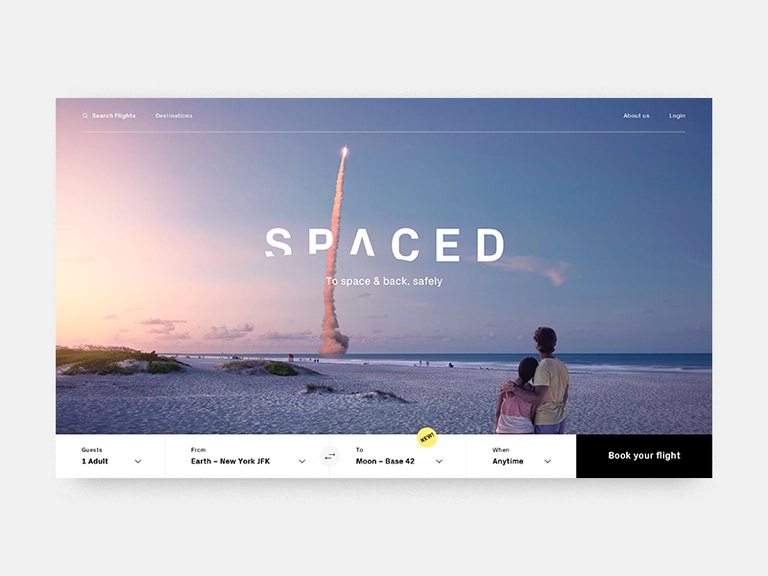 Search Flights
Destinations
About us
Login
SPACED
To space & back, safely
NEW!
Guests
1 Adult
From
Earth – New York JFK
To
Moon – Base 42
When
Anytime
Book your flight